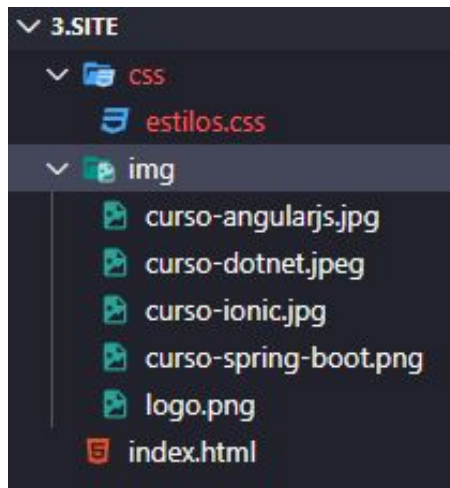 3.SITE
css
estilos.css
img
curso-angularjs.jpg
curso-dotnet.jpeg
curso-ionic.jpg
curso-spring-boot.png
logo.png
index.html